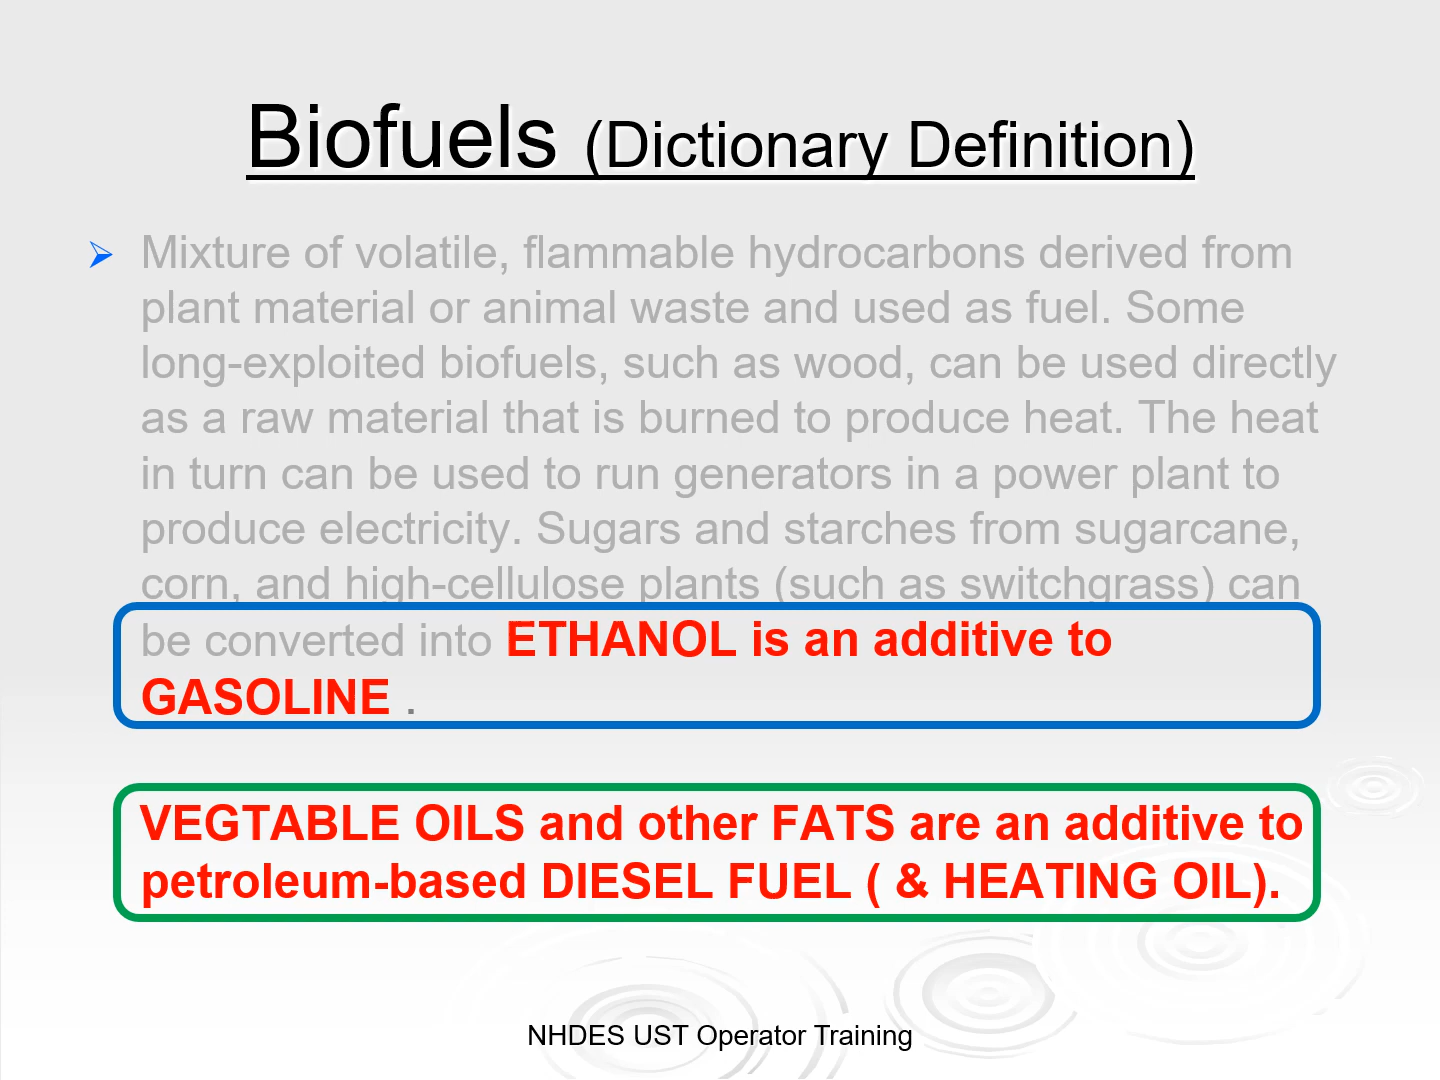 Biofuels (Dictionary Definition)
Mixture of volatile, flammable hydrocarbons derived from
plant material or animal waste and used as fuel. Some
long-exploited biofuels, such as wood, can be used directly
as a raw material that is burned to produce heat. The heat
in turn can be used to run generators in a power plant to
produce electricity. Sugars and starches from sugarcane,
corn, and high-cellulose plants (such as switchgrass) can
be converted into ETHANOL is an additive to
GASOLINE .
VEGTABLE OILS and other FATS are an additive to
petroleum-based DIESEL FUEL ( & HEATING OIL).
NHDES UST Operator Training